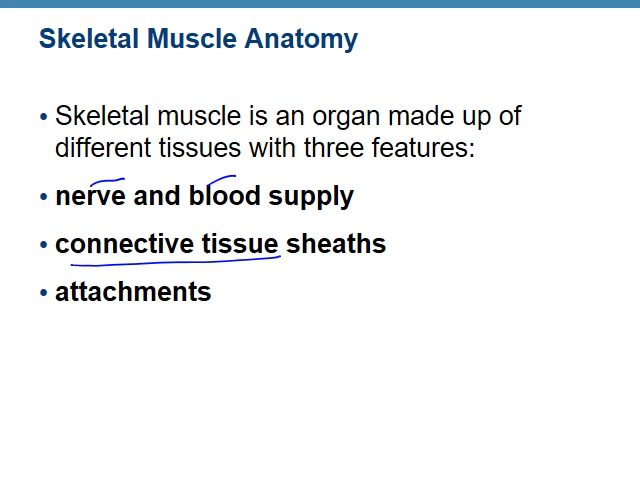 Skeletal Muscle Anatomy
• Skeletal muscle is an organ made up of
different tissues with three features:
• nerve and blood supply
• connective tissue sheaths
• attachments